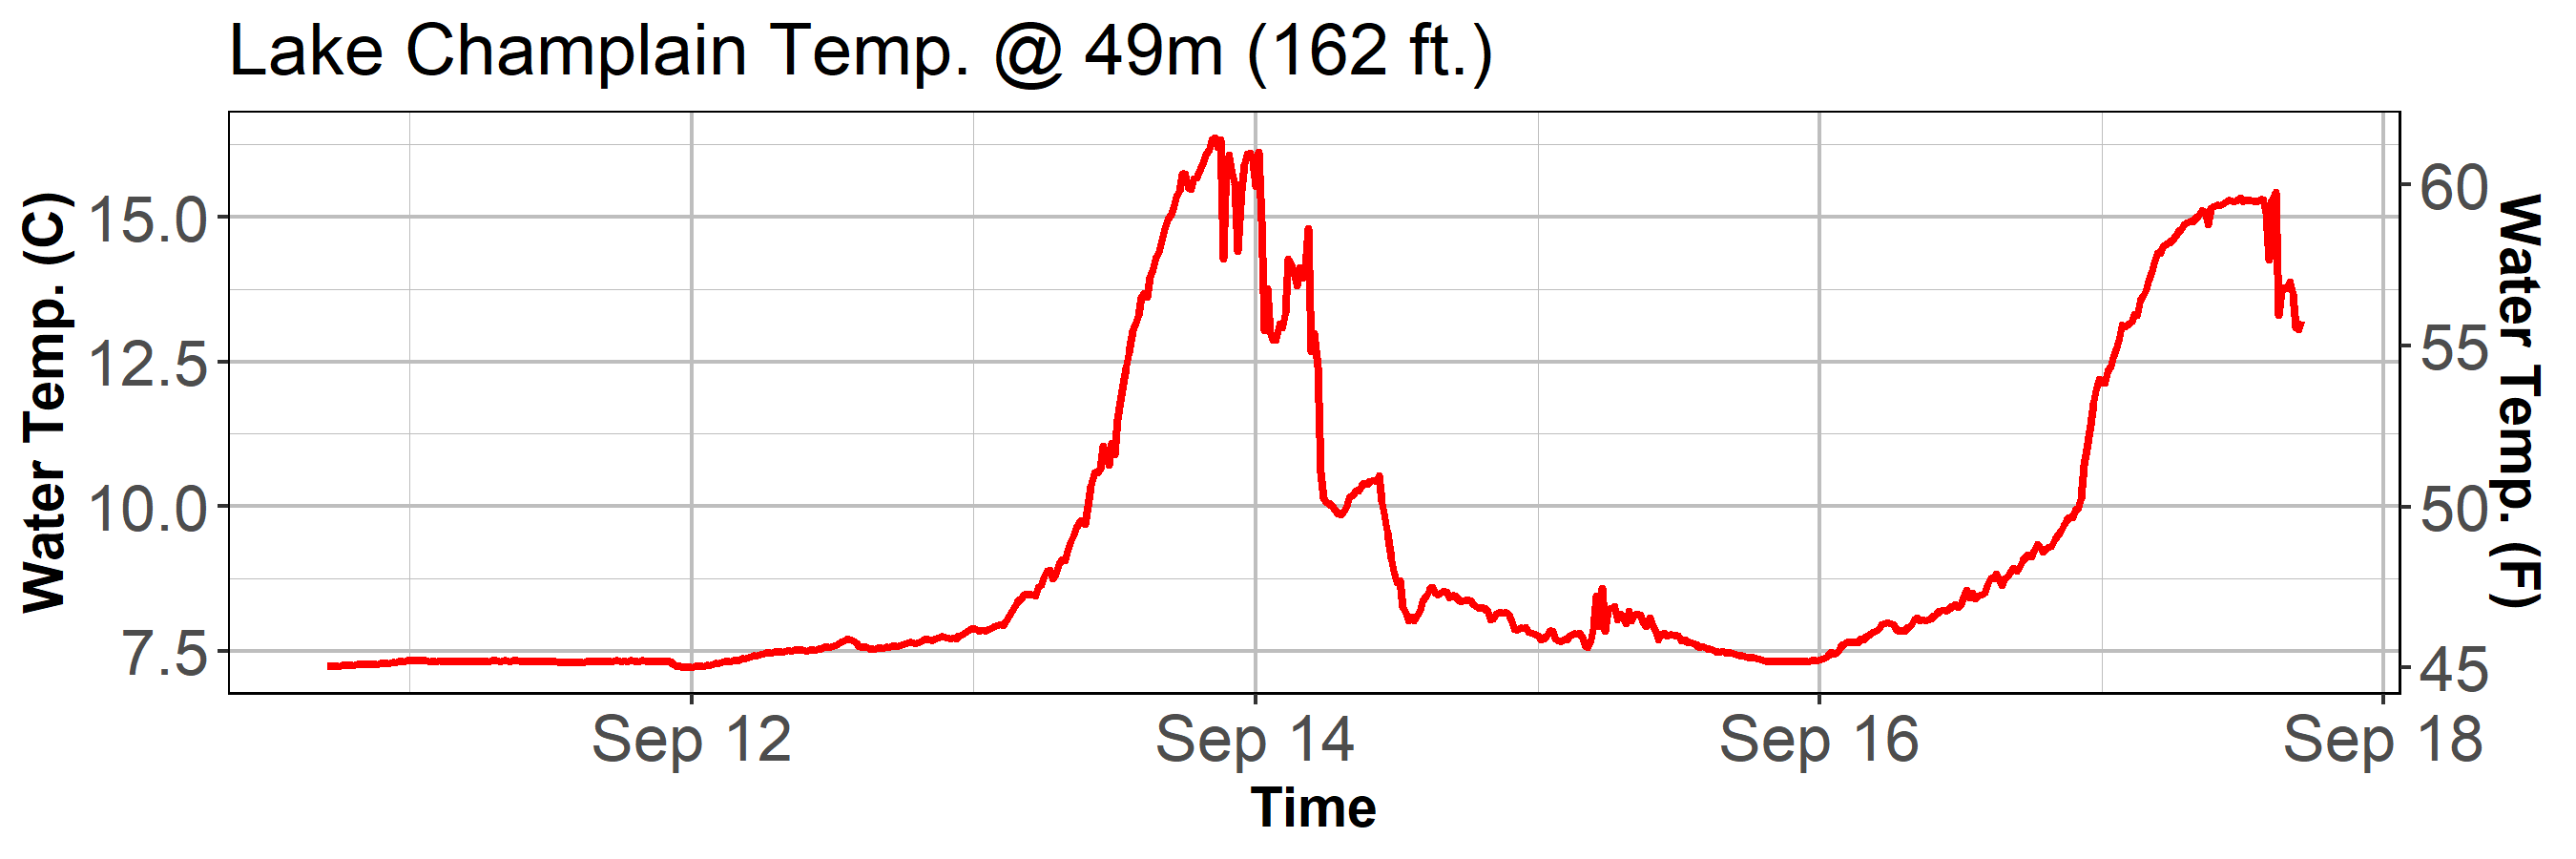 Lake Champlain Temp. @ 49m (162 ft.)
Water Temp. (C)
15.0
12.5
10.0
7.5
60
55
50
45
Water Temp. (F)
Sep 12
Sep 14
Sep 16
Sep 18
Time